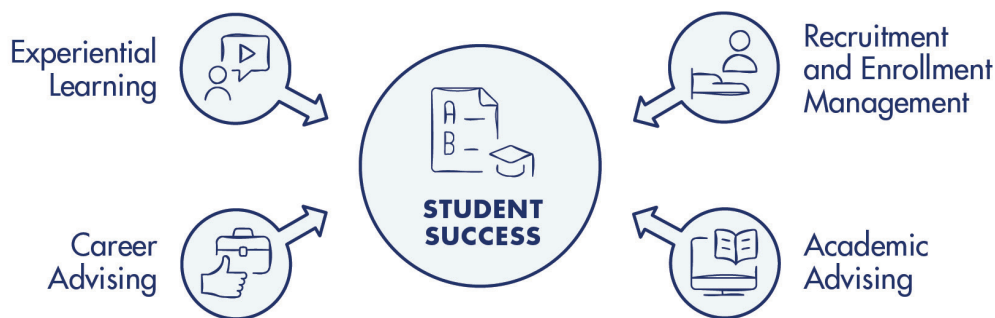 Experiential
Learning
Recruitment
and Enrollment
Management
A
B
STUDENT
SUCCESS
Career
Advising
Academic
Advising